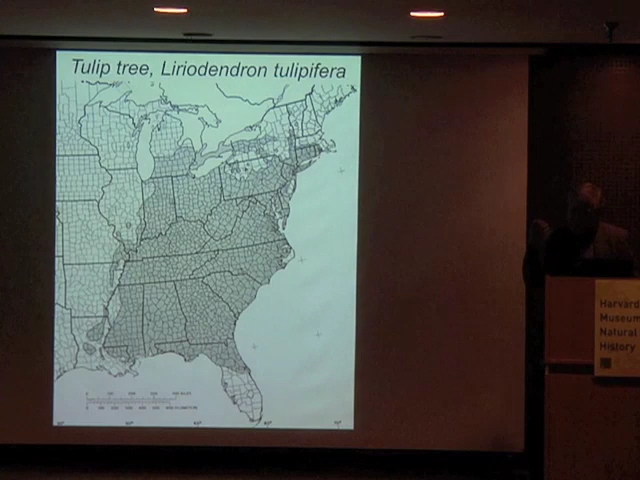 Tulip tree, Liriodendron tulipifera
Harvard
Museum
Natural
History